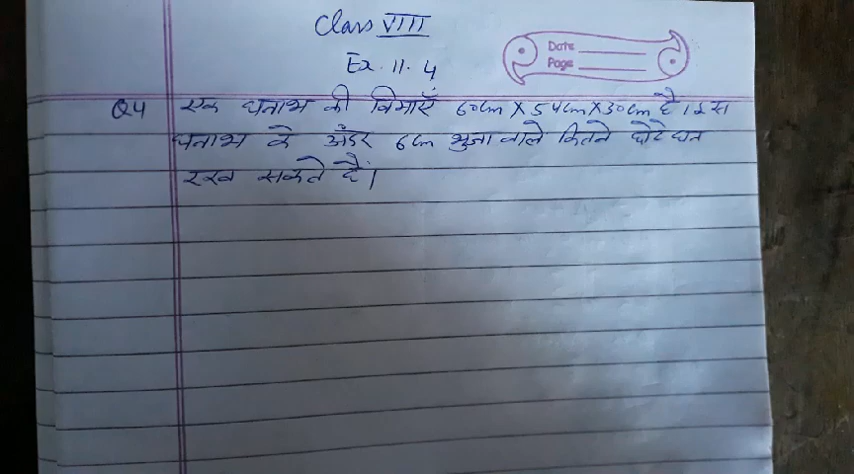 Class VIII
Date
Page
Ex. 11.4
Q4 एक घनाभ की विमाएँ 60cm X 54cm X 30cm है। इस
घनाभ के अंदर 6cm भुजा वाले कितने छोटे घन
रख सकते हैं।